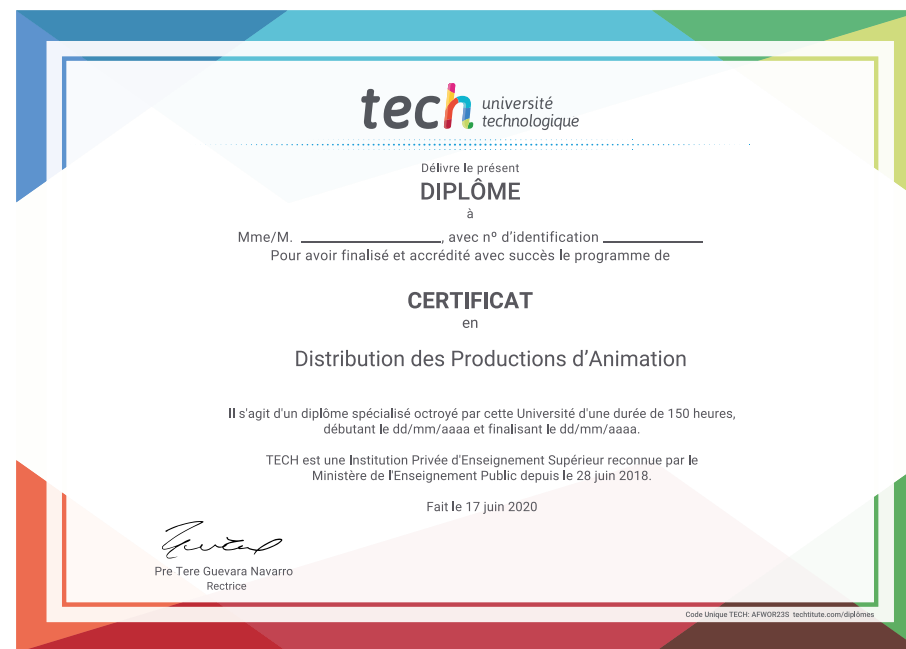 tech université
technologique
Délivre le présent
DIPLÔME
à
Mme/M. ____________________, avec nº d’identification ______________
Pour avoir finalisé et accrédité avec succès le programme de
CERTIFICAT
en
Distribution des Productions d’Animation
Il s'agit d'un diplôme spécialisé octroyé par cette Université d'une durée de 150 heures,
débutant le dd/mm/aaaa et finalisant le dd/mm/aaaa.
TECH est une Institution Privée d'Enseignement Supérieur reconnue par le
Ministère de l'Enseignement Public depuis le 28 juin 2018.
Fait le 17 juin 2020
Pre Tere Guevara Navarro
Rectrice
Code Unique TECH: AFWOR23S techtitute.com/diplômes